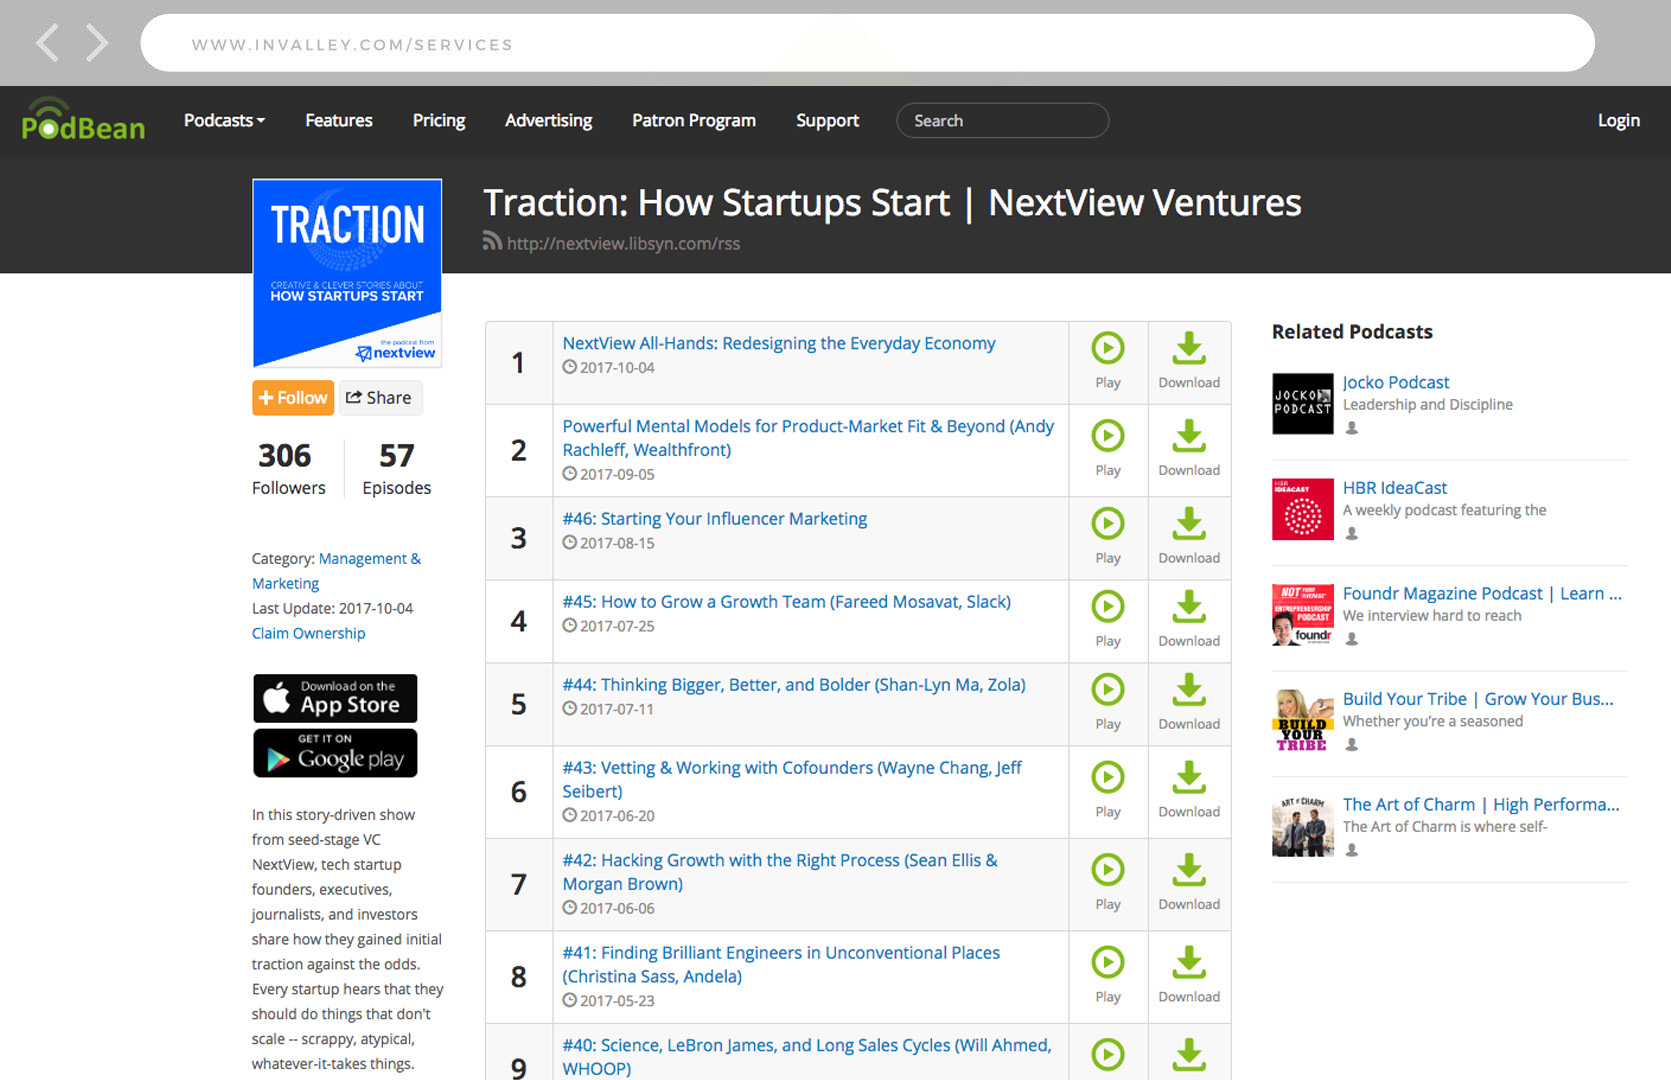 WWW.INVALLEY.COM/SERVICES
PodBean
Podcasts
Features
Pricing
Advertising
Patron Program
Support
Search
Login
Traction: How Startups Start | NextView Ventures
http://nextview.libsyn.com/rss
TRACTION
CREATIVE & CLEVER STORIES ABOUT
HOW STARTUPS START
the podcast from
nextview
Follow
Share
306
Followers
57
Episodes
Category: Management &
Marketing
Last Update: 2017-10-04
Claim Ownership
Download on the
App Store
GET IT ON
Google play
In this story-driven show
from seed-stage VC
NextView, tech startup
founders, executives,
journalists, and investors
share how they gained initial
traction against the odds.
Every startup hears that they
should do things that don't
scale -- scrappy, atypical,
whatever-it-takes things.
1
NextView All-Hands: Redesigning the Everyday Economy
2017-10-04
Play
Download
2
Powerful Mental Models for Product-Market Fit & Beyond (Andy
Rachleff, Wealthfront)
2017-09-05
Play
Download
3
#46: Starting Your Influencer Marketing
2017-08-15
Play
Download
4
#45: How to Grow a Growth Team (Fareed Mosavat, Slack)
2017-07-25
Play
Download
5
#44: Thinking Bigger, Better, and Bolder (Shan-Lyn Ma, Zola)
2017-07-11
Play
Download
6
#43: Vetting & Working with Cofounders (Wayne Chang, Jeff
Seibert)
2017-06-20
Play
Download
7
#42: Hacking Growth with the Right Process (Sean Ellis &
Morgan Brown)
2017-06-06
Play
Download
8
#41: Finding Brilliant Engineers in Unconventional Places
(Christina Sass, Andela)
2017-05-23
Play
Download
9
#40: Science, LeBron James, and Long Sales Cycles (Will Ahmed,
WHOOP)
Related Podcasts
JOCKO
PODCAST
Jocko Podcast
Leadership and Discipline
HBR
IDEACAST
HBR IdeaCast
A weekly podcast featuring the
NOT YOUR
AVERAGE
ENTREPRENEURSHIP
PODCAST
foundr
Foundr Magazine Podcast | Learn ...
We interview hard to reach
BUILD
YOUR
TRIBE
Build Your Tribe | Grow Your Bus...
Whether you're a seasoned
ART of CHARM
The Art of Charm | High Performa...
The Art of Charm is where self-